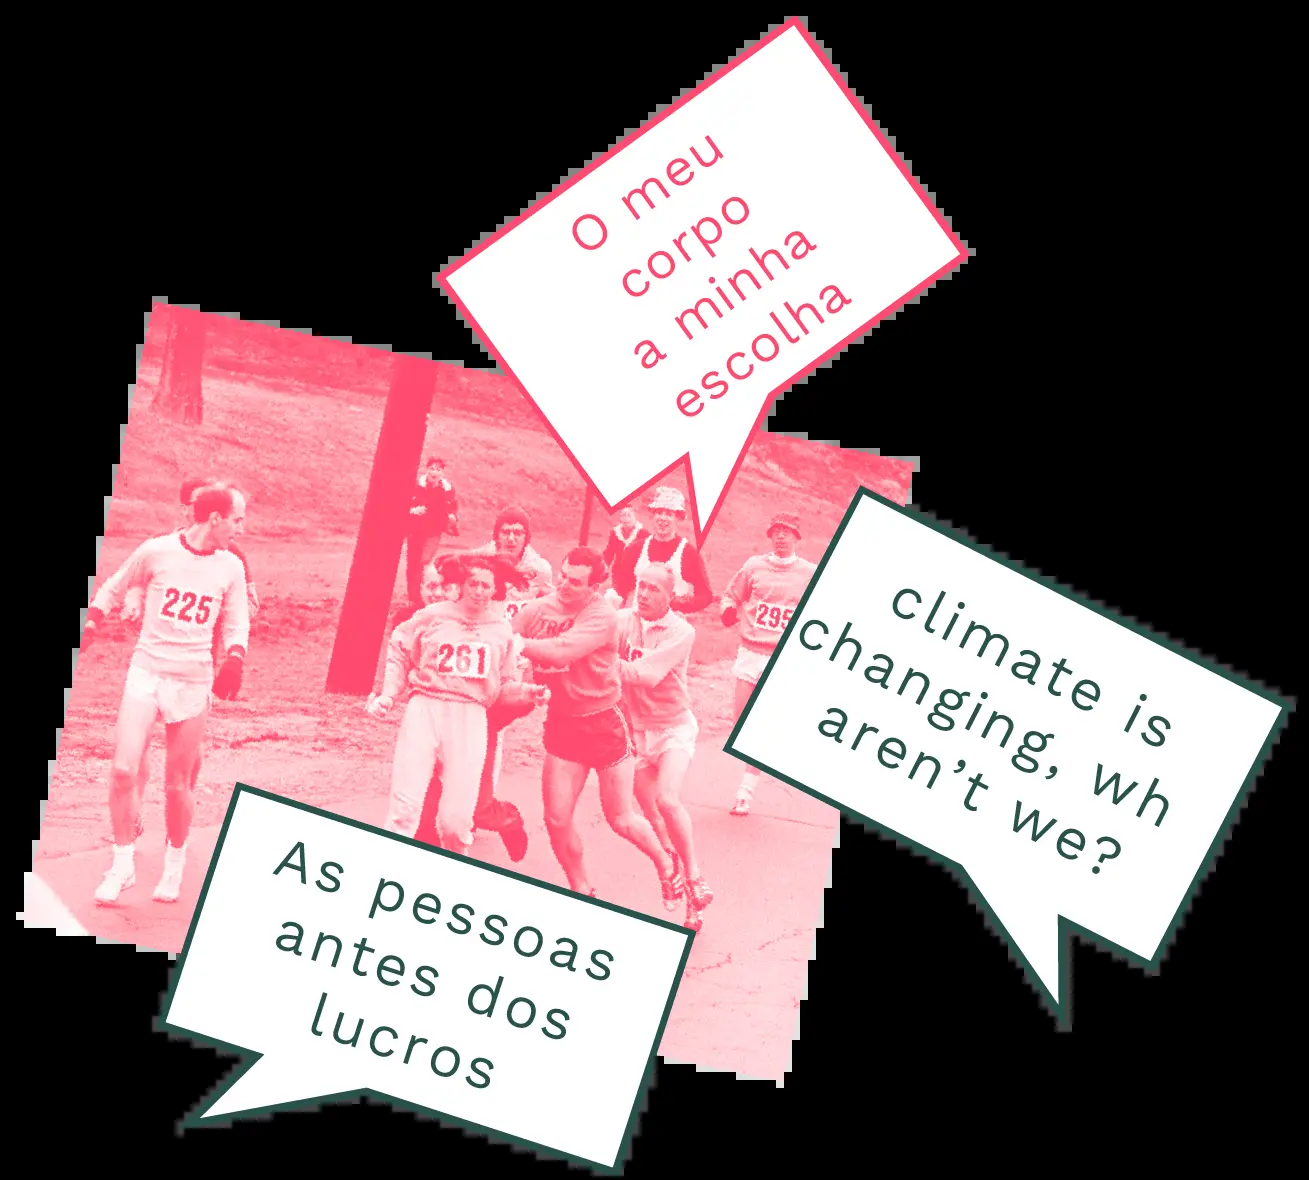 O meu
corpo
a minha
escolha
climate is
changing, wh
aren't we?
225
261
295
As pessoas
antes dos
lucros